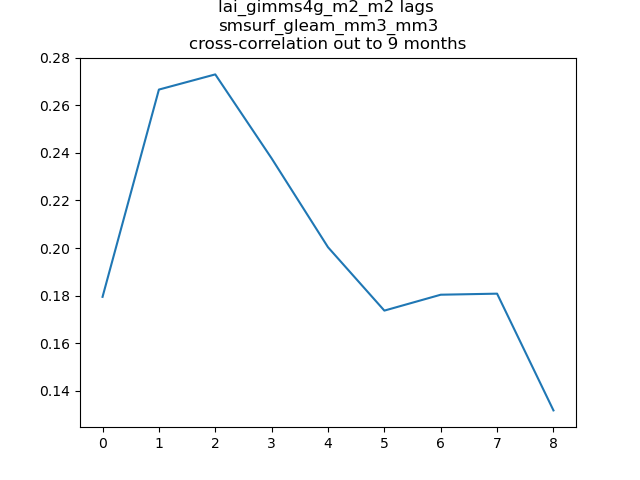 lai_gimms4g_m2_m2 lags
smsurf_gleam_mm3_mm3
cross-correlation out to 9 months
0.28
0.26
0.24
0.22
0.20
0.18
0.16
0.14
0 1 2 3 4 5 6 7 8